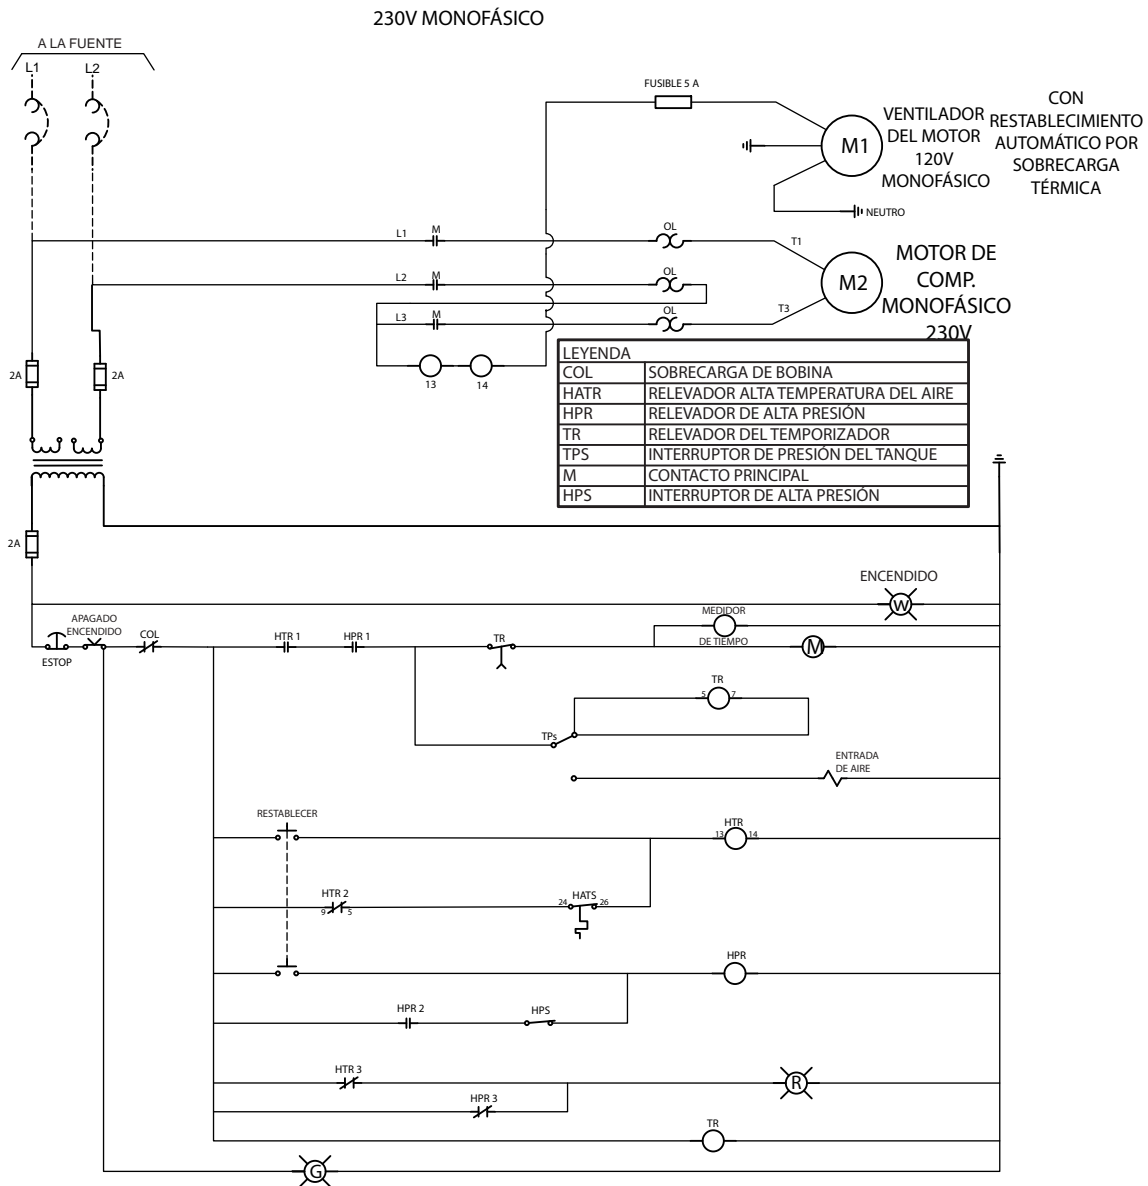 230V MONOFÁSICO
A LA FUENTE
L1 L2
FUSIBLE 5 A
M1
VENTILADOR
DEL MOTOR
120V
MONOFÁSICO
CON
RESTABLECIMIENTO
AUTOMÁTICO POR
SOBRECARGA
TÉRMICA
NEUTRO
L1 M OL T1
L2 M OL
L3 M OL T3
M2
MOTOR DE
COMP.
MONOFÁSICO
230V
13 14
2A 2A
LEYENDA
COL SOBRECARGA DE BOBINA
HATR RELEVADOR ALTA TEMPERATURA DEL AIRE
HPR RELEVADOR DE ALTA PRESIÓN
TR RELEVADOR DEL TEMPORIZADOR
TPS INTERRUPTOR DE PRESIÓN DEL TANQUE
M CONTACTO PRINCIPAL
HPS INTERRUPTOR DE ALTA PRESIÓN
2A
ENCENDIDO
W
APAGADO
ENCENDIDO
ESTOP
COL
HTR 1
HPR 1
TR
MEDIDOR
DE TIEMPO
M
TR
5 7
TPs
ENTRADA
DE AIRE
RESTABLECER
HTR
13 14
HTR 2
9 5
HATS
24 26
HPR
HPR 2
HPS
HTR 3
R
HPR 3
TR
G